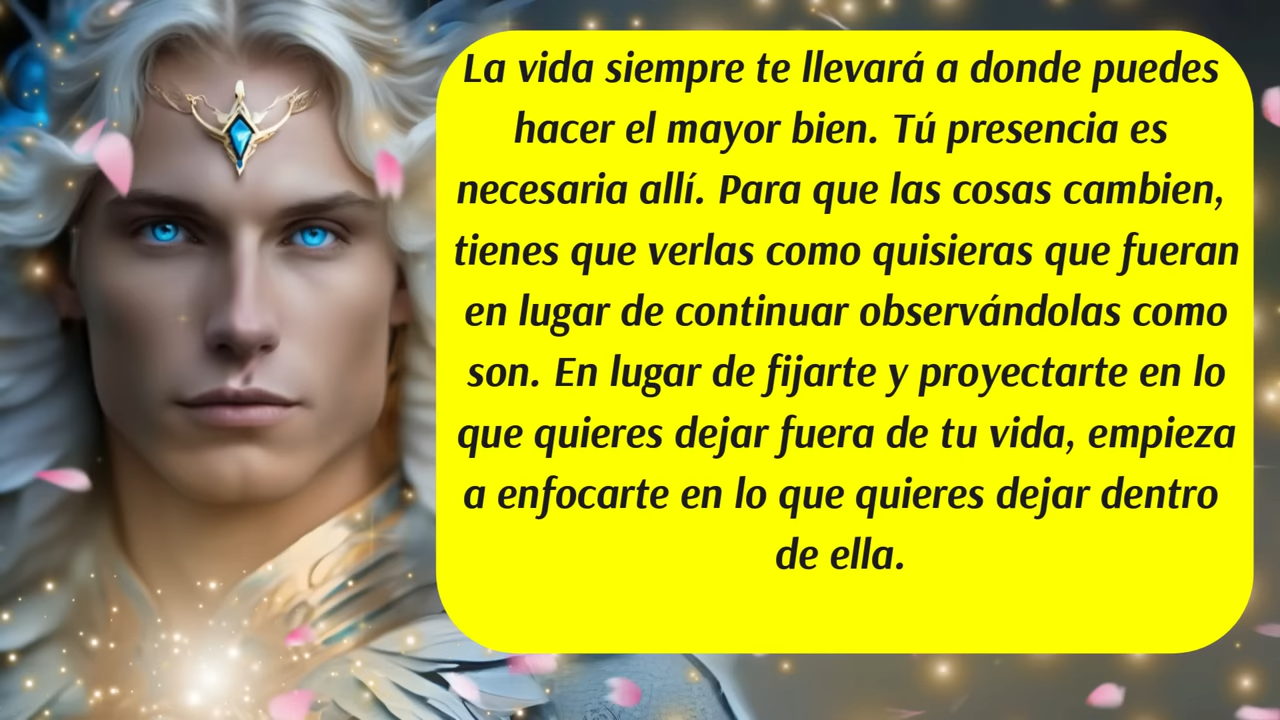 La vida siempre te llevará a donde puedes
hacer el mayor bien. Tú presencia es
necesaria allí. Para que las cosas cambien,
tienes que verlas como quisieras que fueran
en lugar de continuar observándolas como
son. En lugar de fijarte y proyectarte en lo
que quieres dejar fuera de tu vida, empieza
a enfocarte en lo que quieres dejar dentro
de ella.